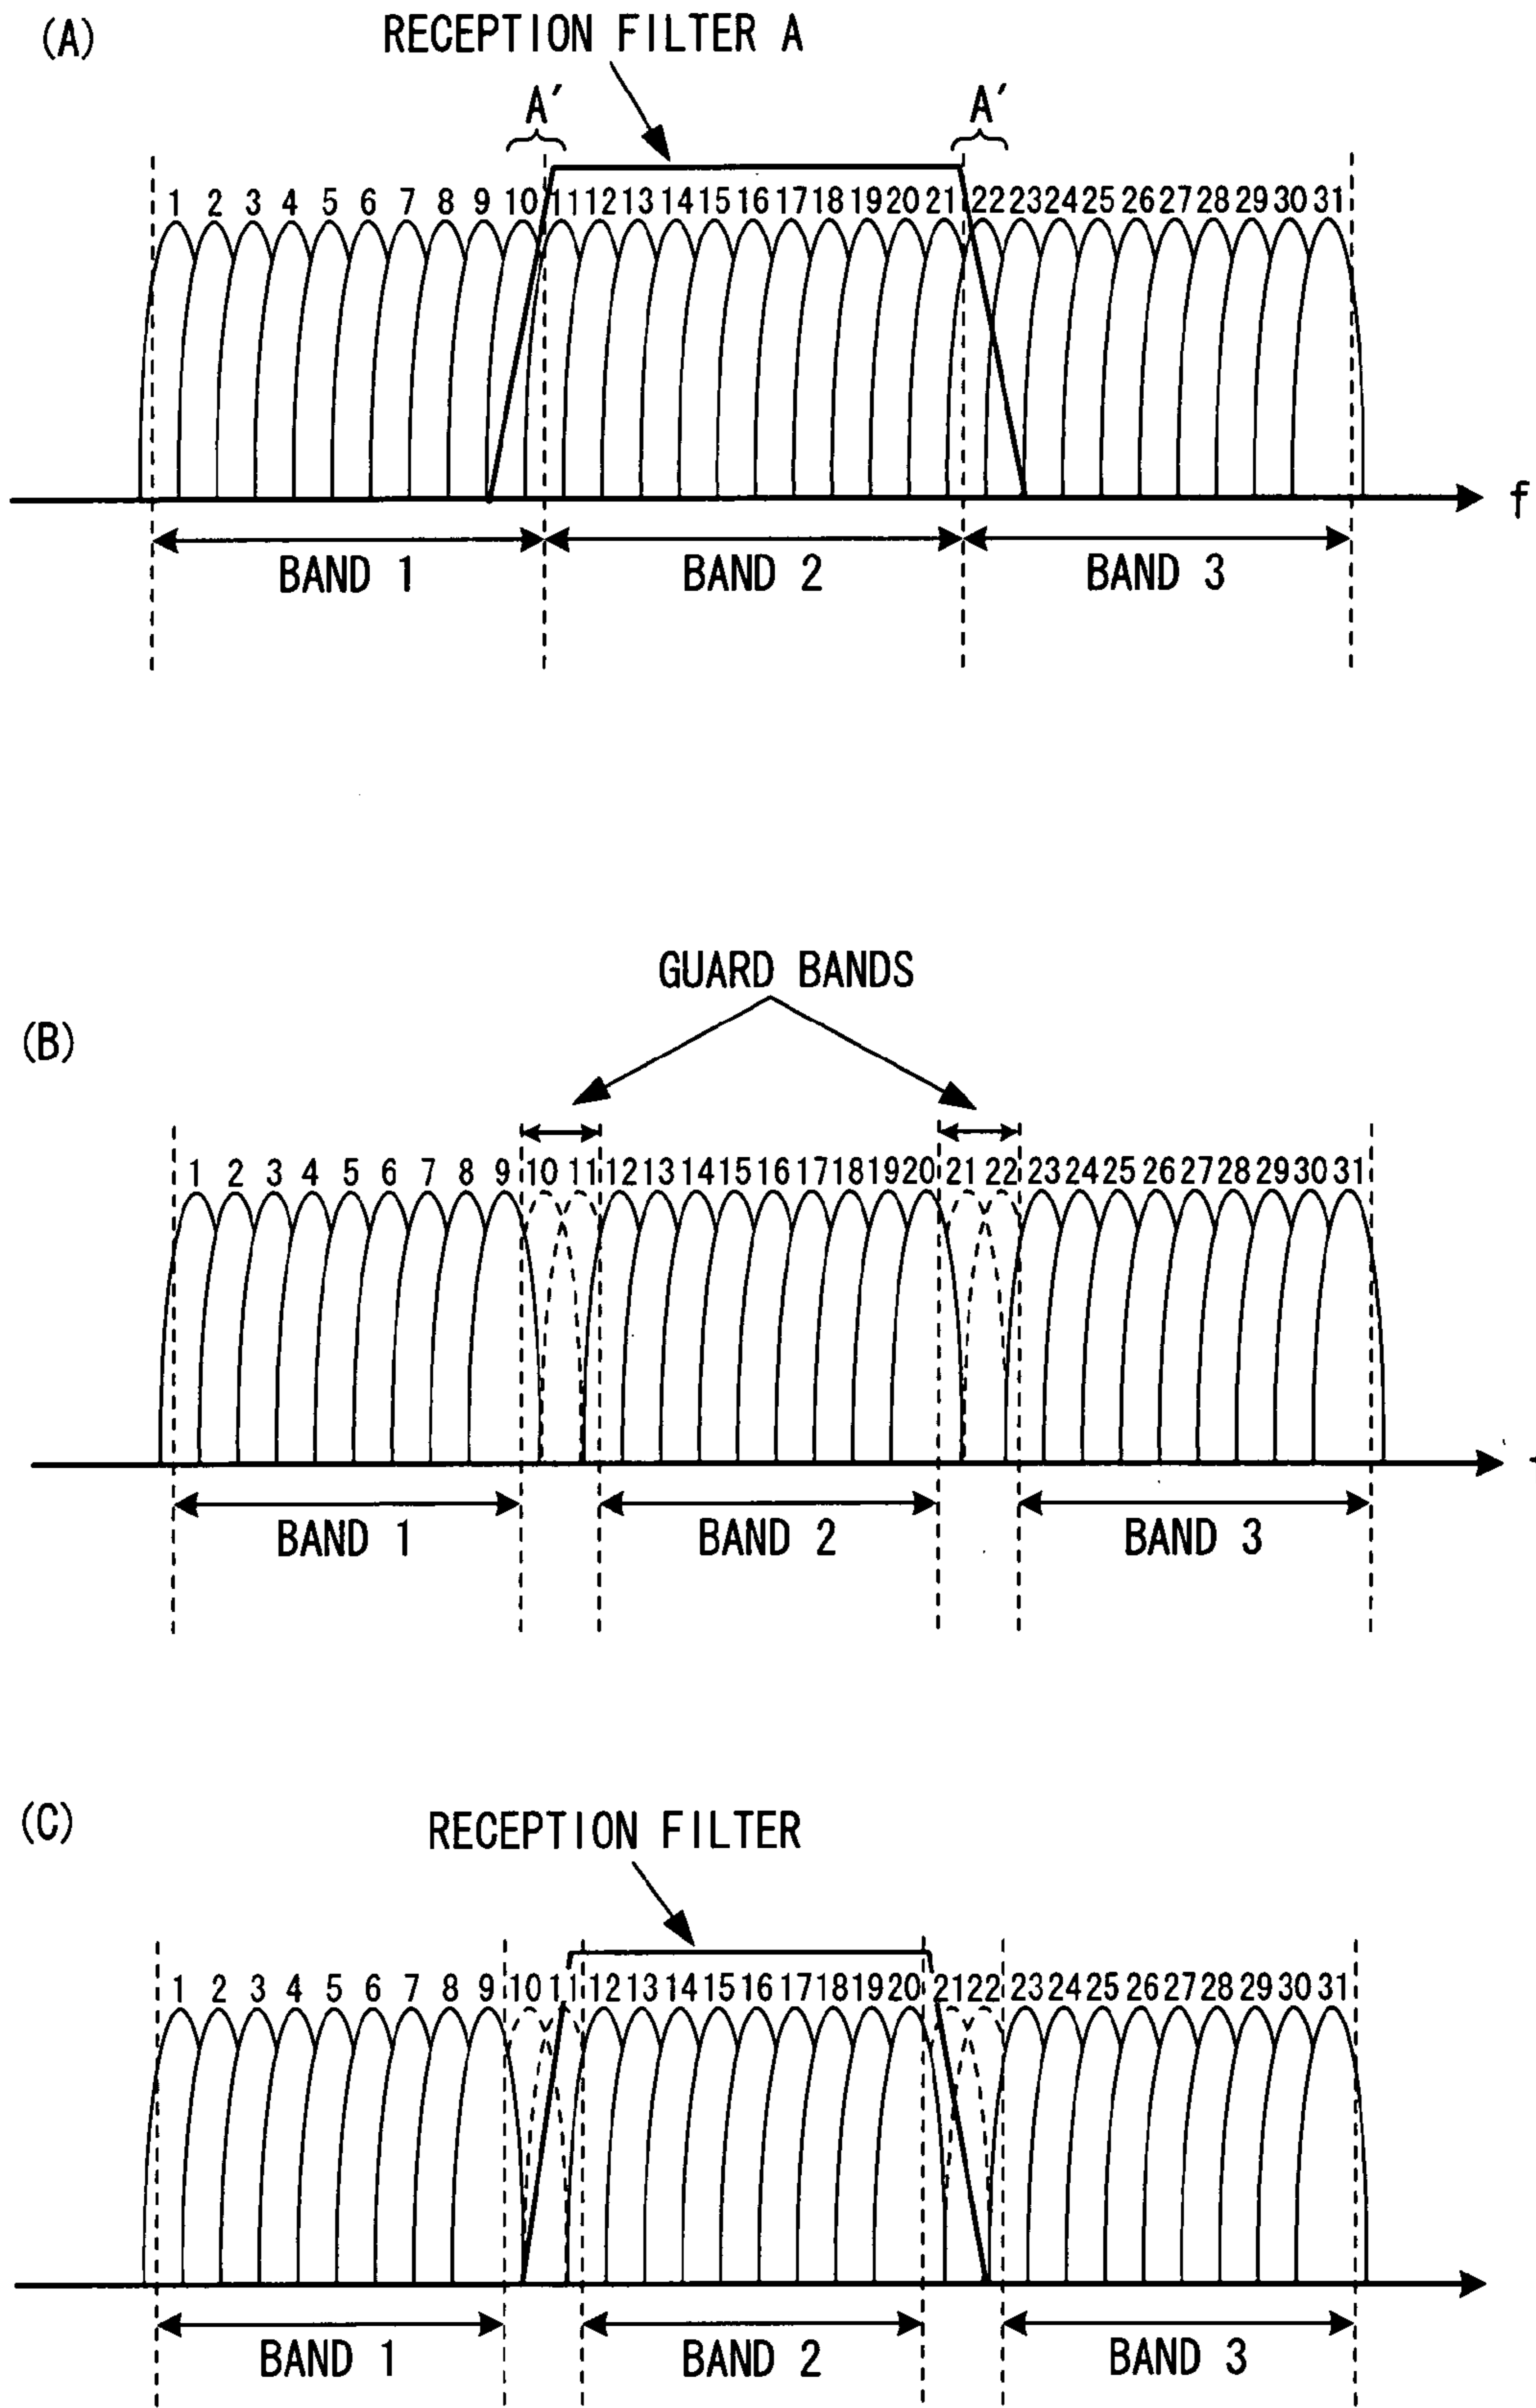 (A)
RECEPTION FILTER A
A′ A′
1 2 3 4 5 6 7 8 9 10 11 12 13 14 15 16 17 18 19 20 21 22 23 24 25 26 27 28 29 30 31
f
BAND 1 BAND 2 BAND 3
GUARD BANDS
(B)
1 2 3 4 5 6 7 8 9 10 11 12 13 14 15 16 17 18 19 20 21 22 23 24 25 26 27 28 29 30 31
BAND 1 BAND 2 BAND 3
(C)
RECEPTION FILTER
1 2 3 4 5 6 7 8 9 10 11 12 13 14 15 16 17 18 19 20 21 22 23 24 25 26 27 28 29 30 31
BAND 1 BAND 2 BAND 3